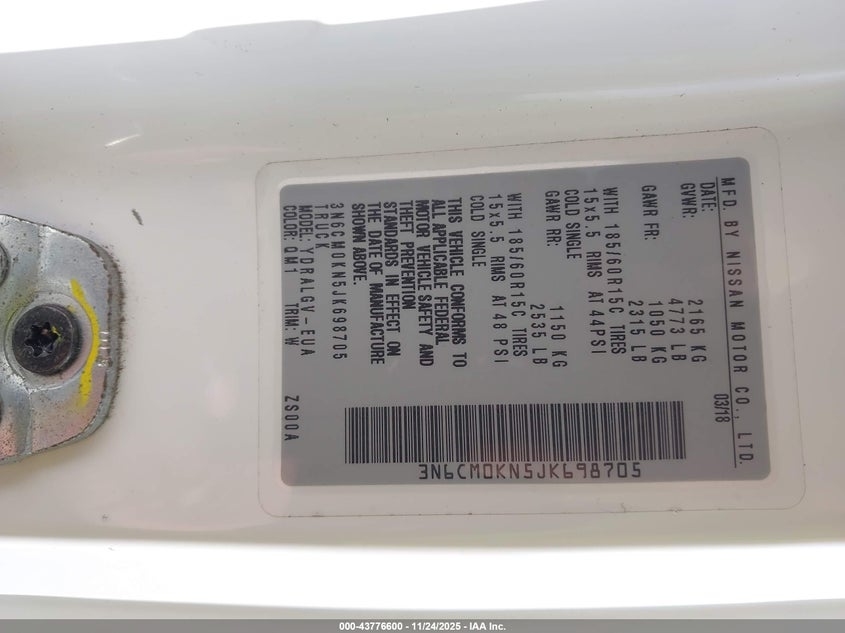 MFD. BY NISSAN MOTOR CO., LTD.
DATE: 03/18
GVWR: 2165 KG
4773 LB
GAWR FR: 1050 KG
2315 LB
WITH 185/60R15C TIRES
15x5.5 RIMS AT 44PSI
COLD SINGLE
GAWR RR: 1150 KG
2535 LB
WITH 185/60R15C TIRES
15x5.5 RIMS AT 48 PSI
COLD SINGLE
THIS VEHICLE CONFORMS TO
ALL APPLICABLE FEDERAL
MOTOR VEHICLE SAFETY AND
THEFT PREVENTION
STANDARDS IN EFFECT ON
THE DATE OF MANUFACTURE
SHOWN ABOVE.
3N6CM0KN5JK698705
TRUCK
MODEL: YDRALGV-EUA
COLOR: QM1 TRIM: W ZS00A
3N6CM0KN5JK698705
000-43776600 - 11/24/2025 - IAA Inc.